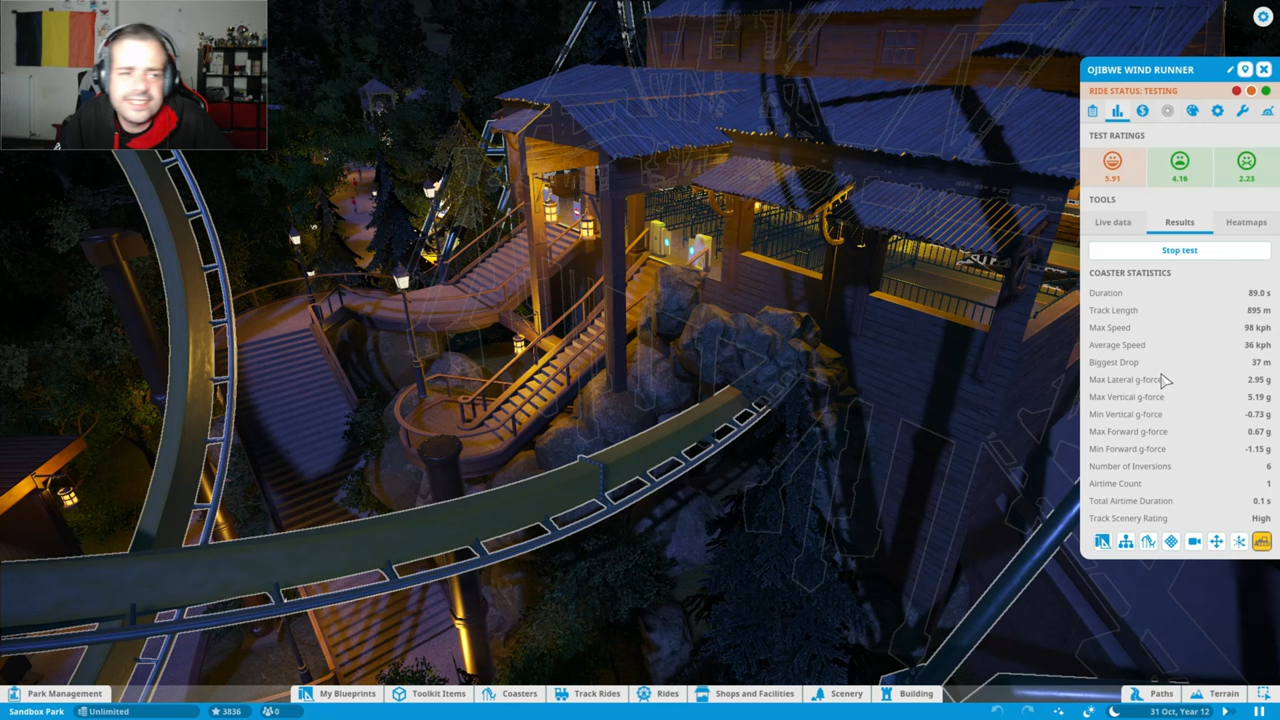 OJIBWE WIND RUNNER
RIDE STATUS: TESTING
TEST RATINGS
5.91 4.16 2.23
TOOLS
Live data Results Heatmaps
Stop test
COASTER STATISTICS
Duration 89.0 s
Track Length 895 m
Max Speed 98 kph
Average Speed 36 kph
Biggest Drop 37 m
Max Lateral g-force 2.95 g
Max Vertical g-force 5.19 g
Min Vertical g-force -0.73 g
Max Forward g-force 0.67 g
Min Forward g-force -1.15 g
Number of Inversions 6
Airtime Count 1
Total Airtime Duration 0.1 s
Track Scenery Rating High
Park Management My Blueprints Toolkit Items Coasters Track Rides Rides Shops and Facilities Scenery Building Paths Terrain
Sandbox Park Unlimited 3836 0 31 Oct, Year 12